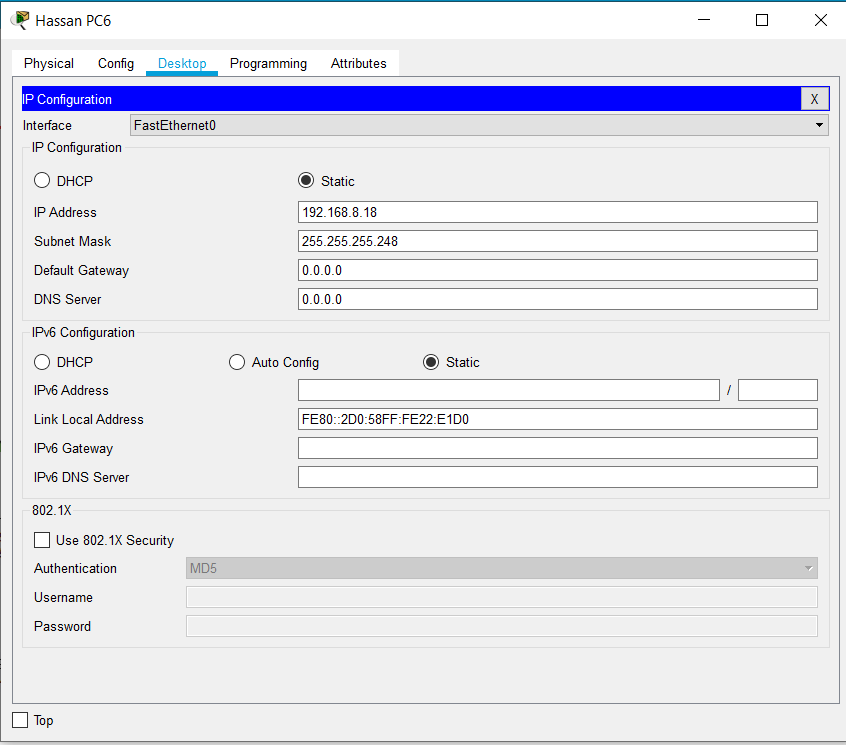 Hassan PC6
Physical Config Desktop Programming Attributes
IP Configuration X
Interface FastEthernet0
IP Configuration
DHCP Static
IP Address 192.168.8.18
Subnet Mask 255.255.255.248
Default Gateway 0.0.0.0
DNS Server 0.0.0.0
IPv6 Configuration
DHCP Auto Config Static
IPv6 Address /
Link Local Address FE80::2D0:58FF:FE22:E1D0
IPv6 Gateway
IPv6 DNS Server
802.1X
Use 802.1X Security
Authentication MD5
Username
Password
Top